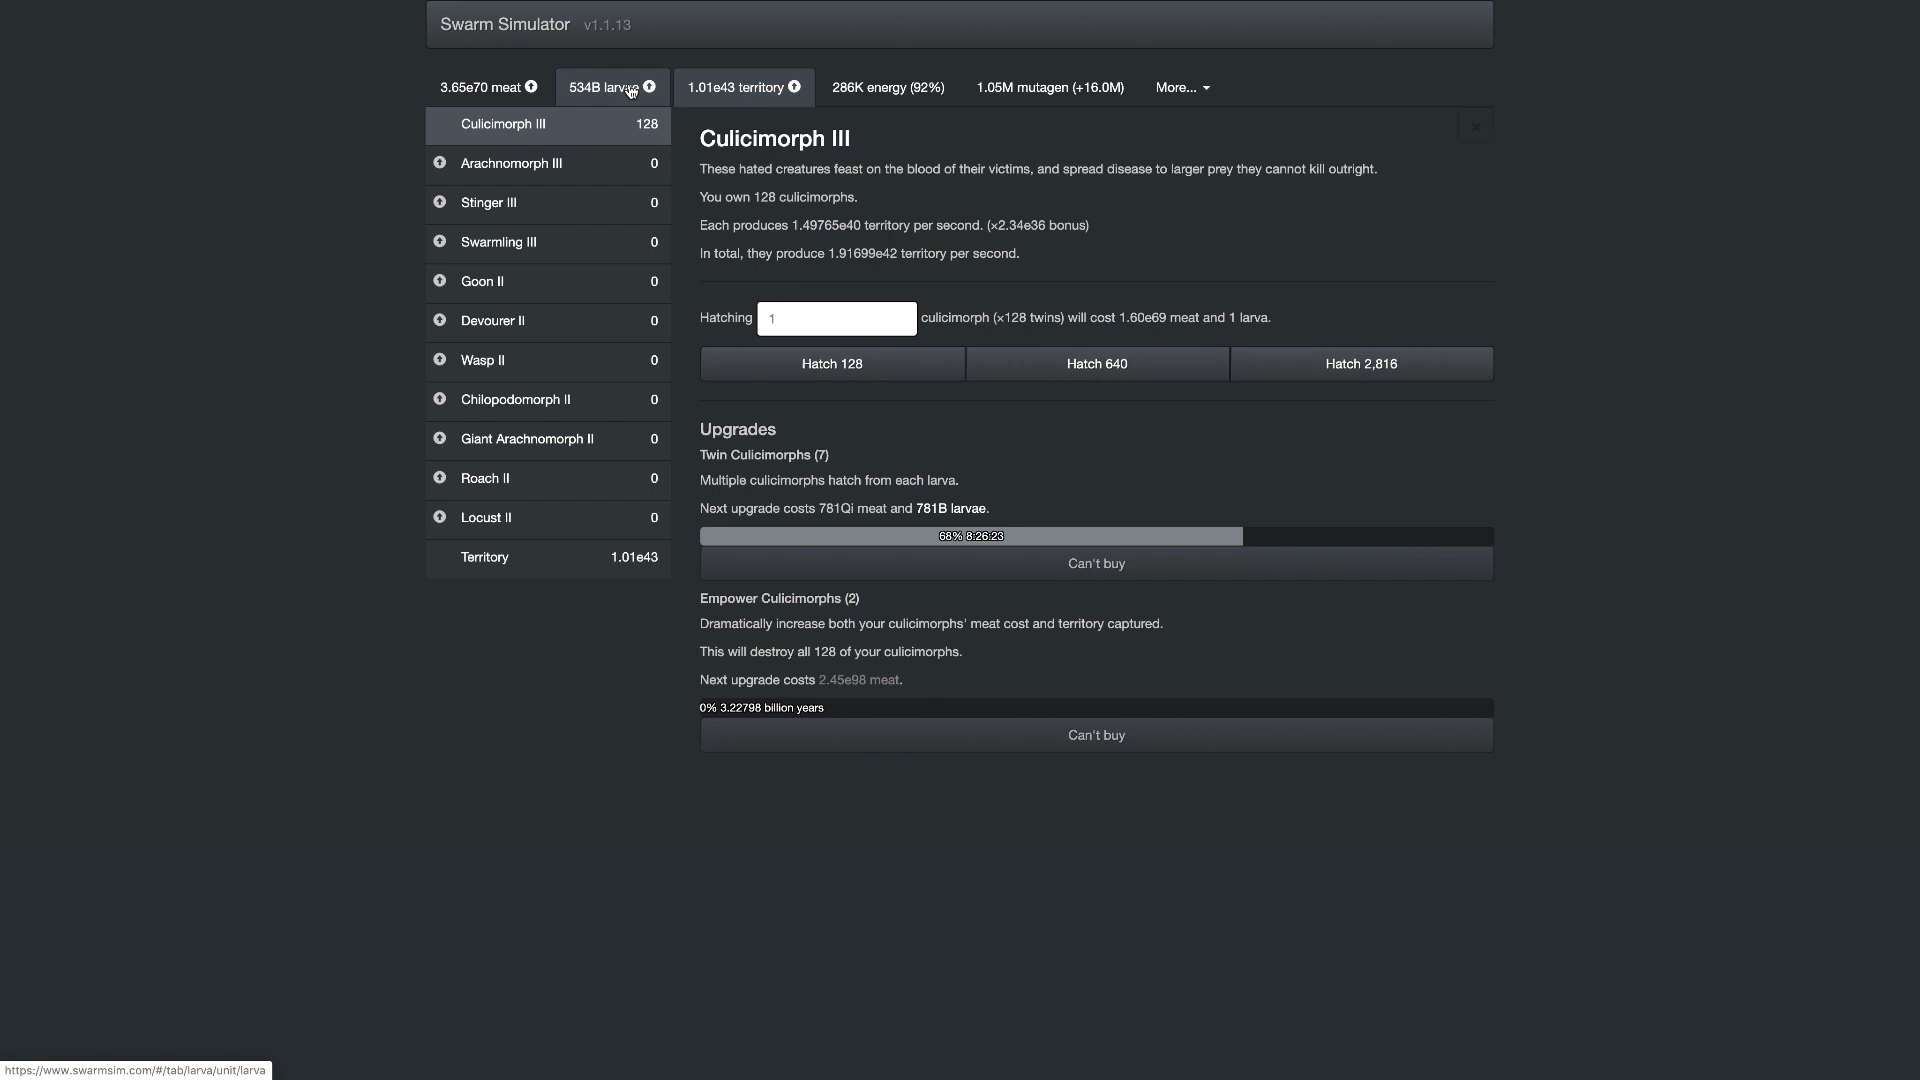 Swarm Simulator v1.1.13
3.65e70 meat 534B larvae 1.01e43 territory 286K energy (92%) 1.05M mutagen (+16.0M) More...
Culicimorph III 128
Arachnomorph III 0
Stinger III 0
Swarmling III 0
Goon II 0
Devourer II 0
Wasp II 0
Chilopodomorph II 0
Giant Arachnomorph II 0
Roach II 0
Locust II 0
Territory 1.01e43
Culicimorph III
These hated creatures feast on the blood of their victims, and spread disease to larger prey they cannot kill outright.
You own 128 culicimorphs.
Each produces 1.49765e40 territory per second. (×2.34e36 bonus)
In total, they produce 1.91699e42 territory per second.
Hatching 1 culicimorph (×128 twins) will cost 1.60e69 meat and 1 larva.
Hatch 128 Hatch 640 Hatch 2,816
Upgrades
Twin Culicimorphs (7)
Multiple culicimorphs hatch from each larva.
Next upgrade costs 781Qi meat and 781B larvae.
68% 8:26:23
Can't buy
Empower Culicimorphs (2)
Dramatically increase both your culicimorphs' meat cost and territory captured.
This will destroy all 128 of your culicimorphs.
Next upgrade costs 2.45e98 meat.
0% 3.22798 billion years
Can't buy
https://www.swarmsim.com/#/tab/larva/unit/larva